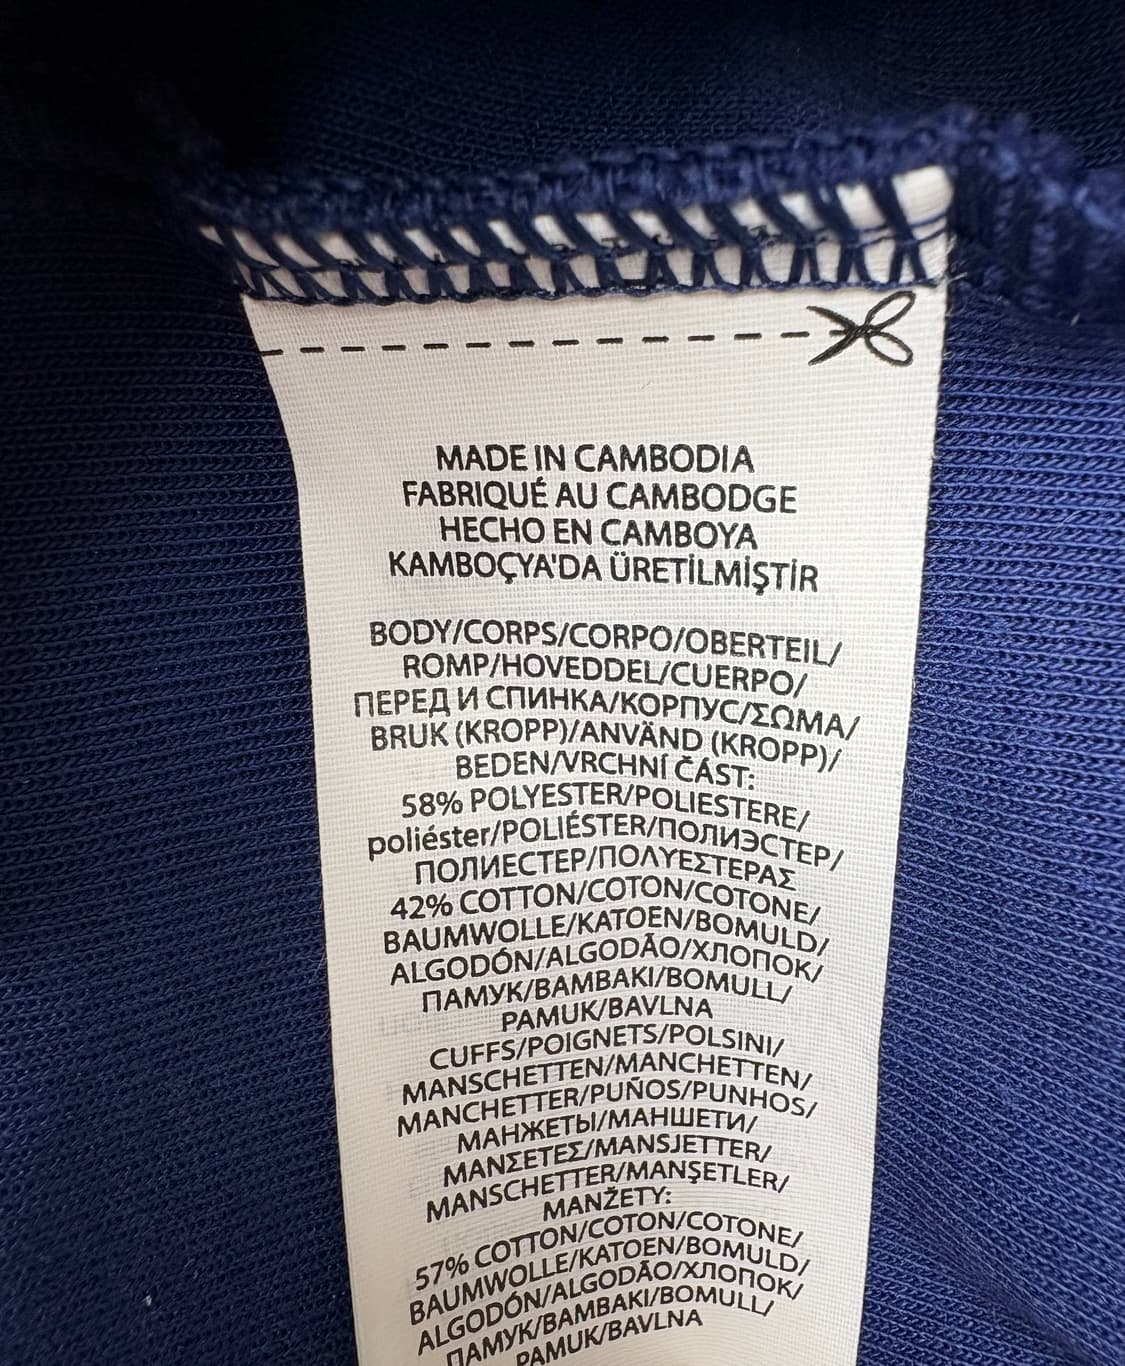 MADE IN CAMBODIA
FABRIQUÉ AU CAMBODGE
HECHO EN CAMBOYA
KAMBOÇYA'DA ÜRETİLMİŞTİR
BODY/CORPS/CORPO/OBERTEIL/
ROMP/HOVEDDEL/CUERPO/
ПЕРЕД И СПИНКА/КОРПУС/ΣΩΜΑ/
BRUK (KROPP)/ANVÄND (KROPP)/
BEDEN/VRCHNÍ ČÁST:
58% POLYESTER/POLIESTERE/
poliéster/POLIÉSTER/ПОЛИЭСТЕР/
ПОЛИЕСТЕР/ΠΟΛΥΕΣΤΕΡΑΣ
42% COTTON/COTON/COTONE/
BAUMWOLLE/KATOEN/BOMULD/
ALGODÓN/ALGODÃO/ХЛОПОК/
ПАМУК/BAMBAKI/BOMULL/
PAMUK/BAVLNA
CUFFS/POIGNETS/POLSINI/
MANSCHETTEN/MANCHETTEN/
MANCHETTER/PUÑOS/PUNHOS/
МАНЖЕТЫ/МАНШЕТИ/
ΜΑΝΣΕΤΕΣ/MANSJETTER/
MANSCHETTER/MANŞETLER/
MANŽETY:
57% COTTON/COTON/COTONE/
BAUMWOLLE/KATOEN/BOMULD/
ALGODÓN/ALGODÃO/ХЛОПОК/
ПАМУК/BAMBAKI/BOMULL/
PAMUK/BAVLNA